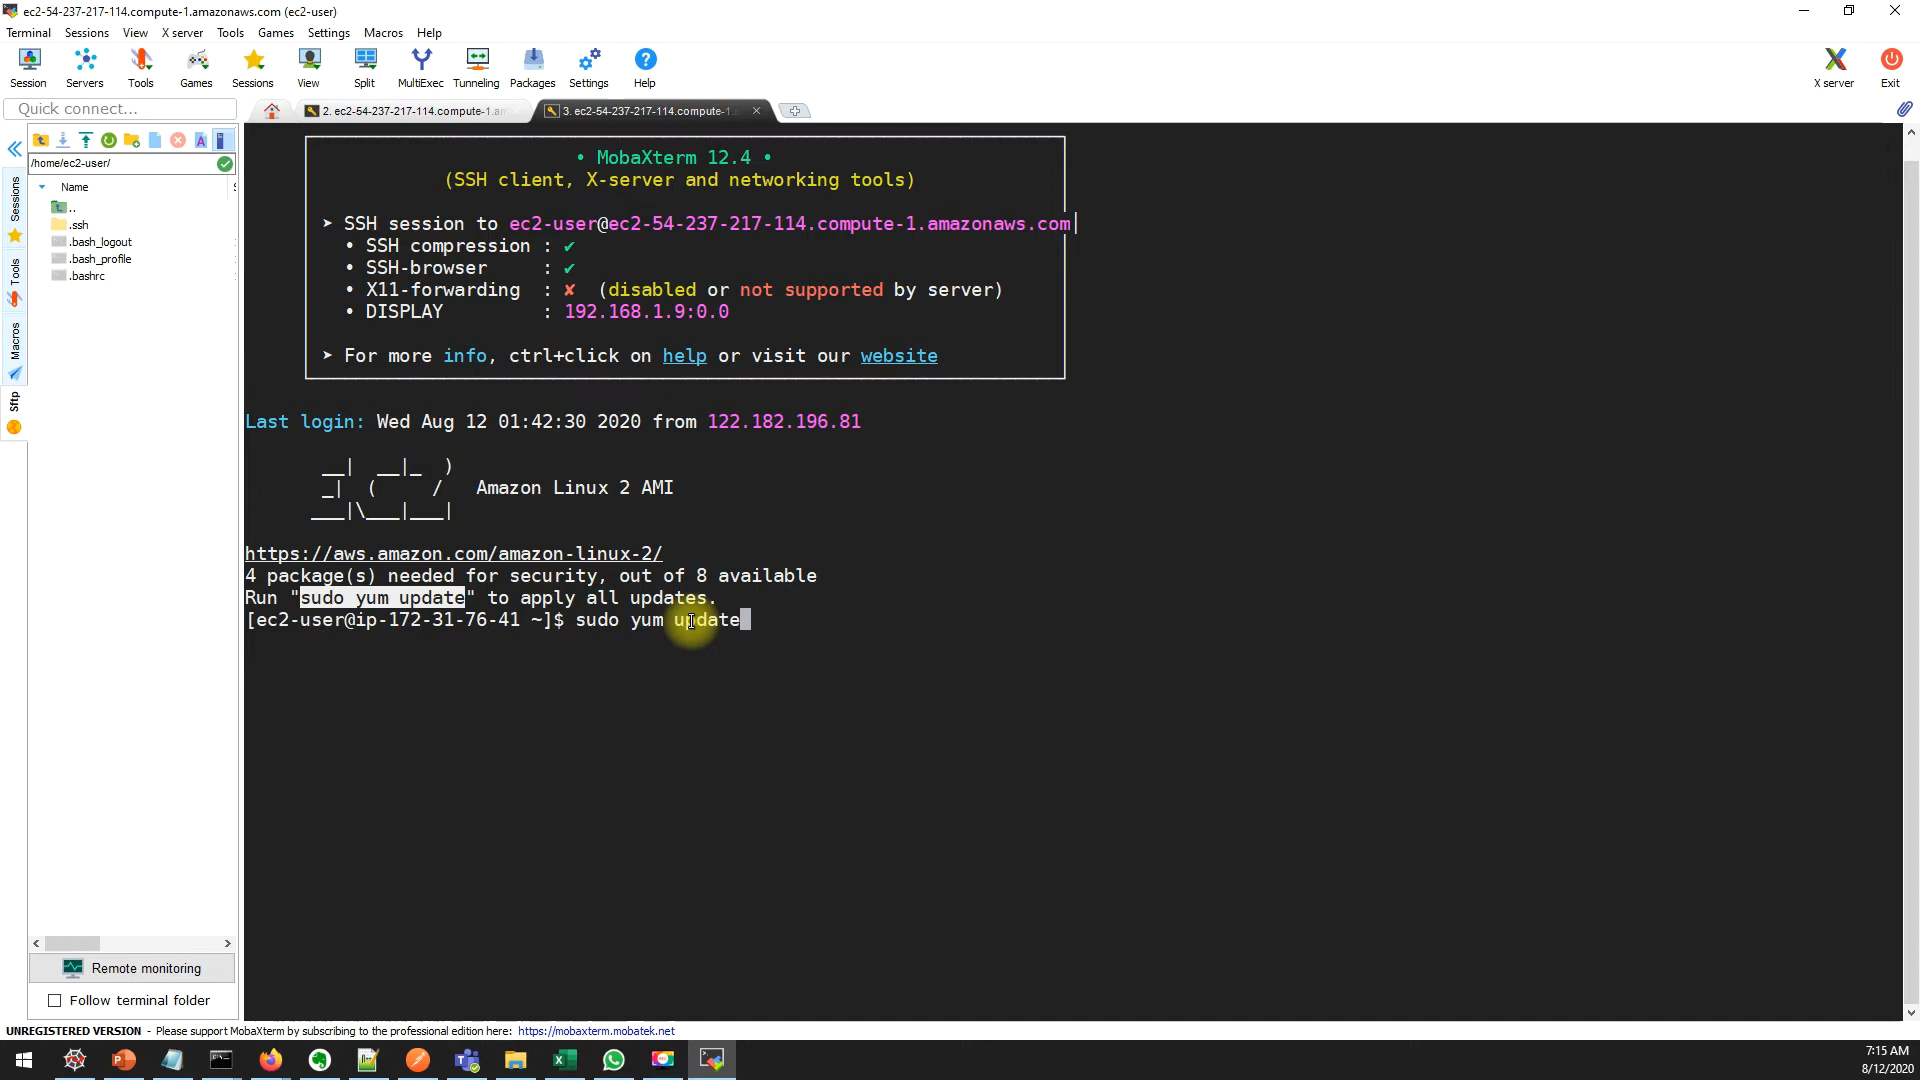 ec2-54-237-217-114.compute-1.amazonaws.com (ec2-user)
Terminal Sessions View X server Tools Games Settings Macros Help
Session Servers Tools Games Sessions View Split MultiExec Tunneling Packages Settings Help X server Exit
Quick connect...
2. ec2-54-237-217-114.compute-1.am
3. ec2-54-237-217-114.compute-1.
/home/ec2-user/
Name
..
.ssh
.bash_logout
.bash_profile
.bashrc
Sessions
Tools
Macros
Sftp
• MobaXterm 12.4 •
(SSH client, X-server and networking tools)
➤ SSH session to ec2-user@ec2-54-237-217-114.compute-1.amazonaws.com
• SSH compression : ✔
• SSH-browser : ✔
• X11-forwarding : ✘ (disabled or not supported by server)
• DISPLAY : 192.168.1.9:0.0
➤ For more info, ctrl+click on help or visit our website
Last login: Wed Aug 12 01:42:30 2020 from 122.182.196.81
__| __|_ )
_| ( / Amazon Linux 2 AMI
___|\___|___|
https://aws.amazon.com/amazon-linux-2/
4 package(s) needed for security, out of 8 available
Run "sudo yum update" to apply all updates.
[ec2-user@ip-172-31-76-41 ~]$ sudo yum update
Remote monitoring
Follow terminal folder
UNREGISTERED VERSION - Please support MobaXterm by subscribing to the professional edition here: https://mobaxterm.mobatek.net
7:15 AM
8/12/2020